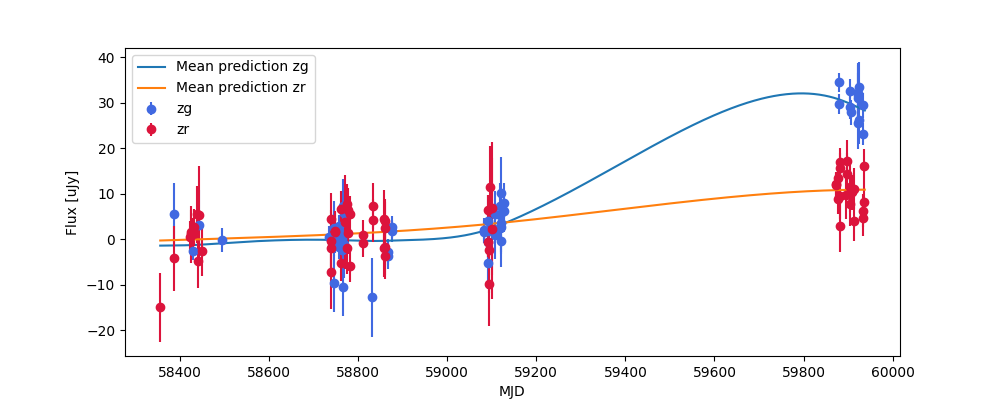 40
30
20
10
0
−10
−20
Flux [uJy]
Mean prediction zg
Mean prediction zr
zg
zr
58400 58600 58800 59000 59200 59400 59600 59800 60000
MJD